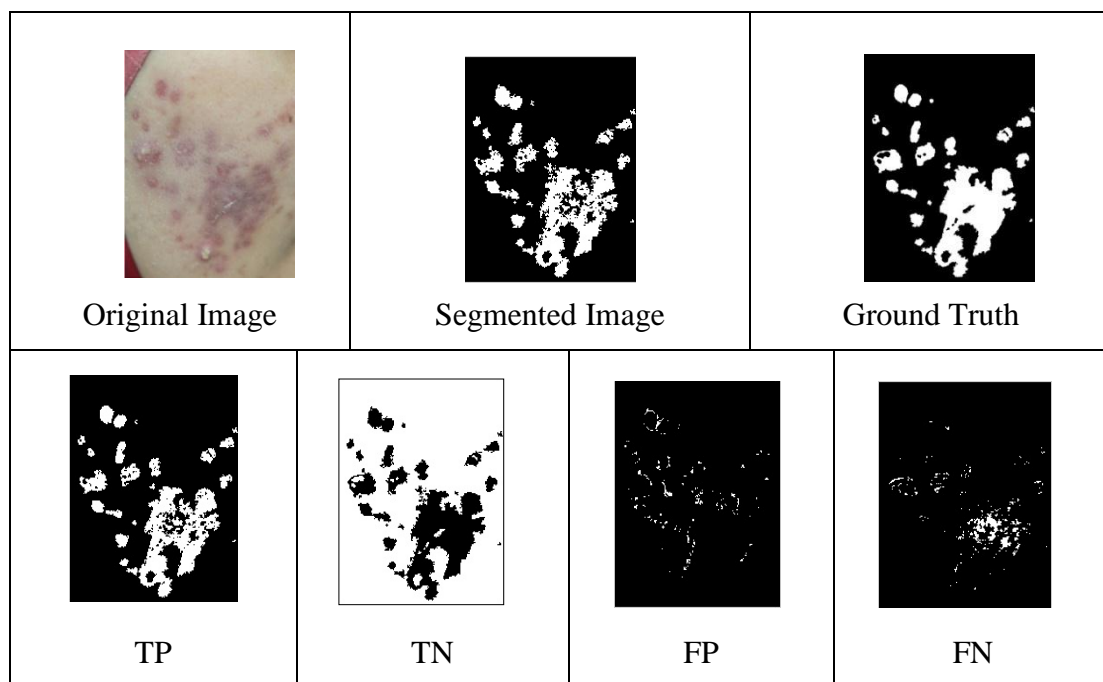 Original Image
Segmented Image
Ground Truth
TP
TN
FP
FN